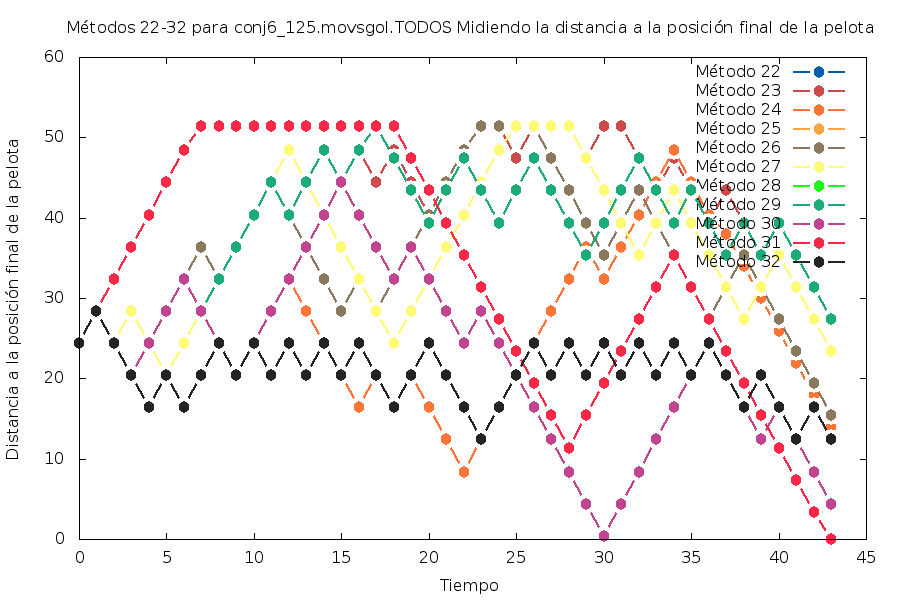 Métodos 22-32 para conj6_125.movsgol.TODOS Midiendo la distancia a la posición final de la pelota
Distancia a la posición final de la pelota
60
50
40
30
20
10
0
Método 22
Método 23
Método 24
Método 25
Método 26
Método 27
Método 28
Método 29
Método 30
Método 31
Método 32
0 5 10 15 20 25 30 35 40 45
Tiempo